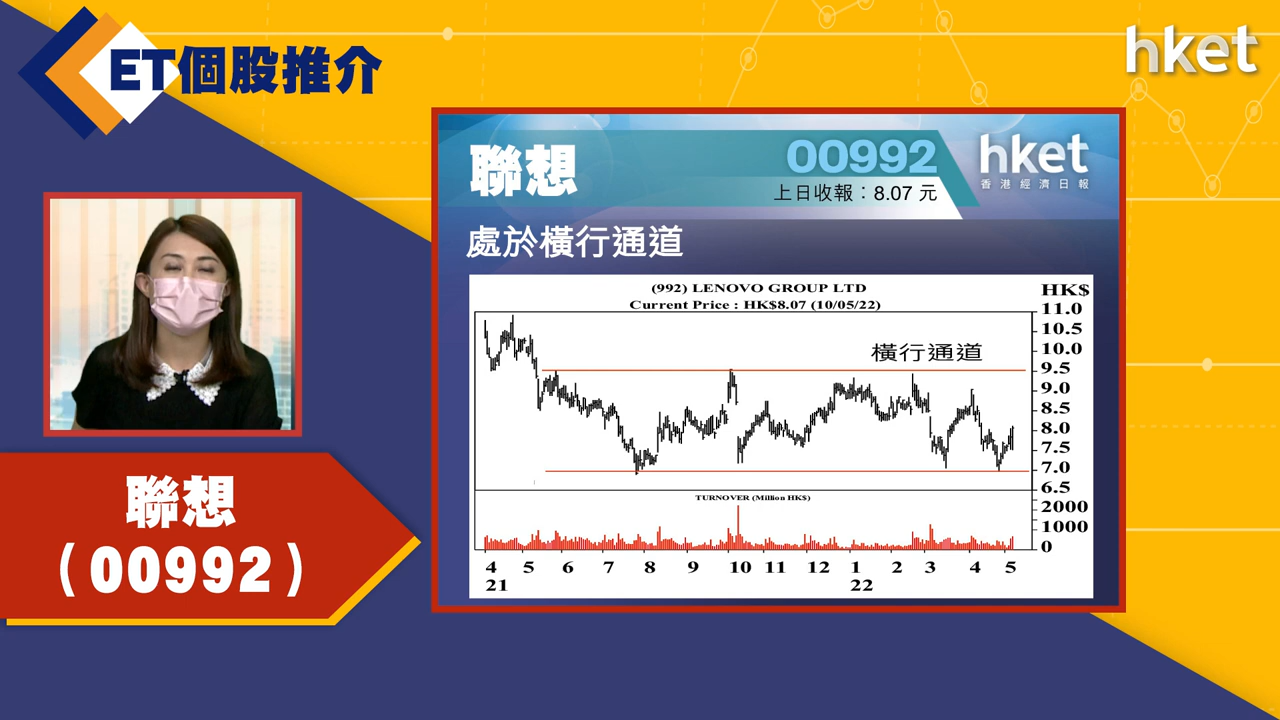 ET個股推介
hket
聯想
00992
上日收報：8.07 元
hket
香港經濟日報
處於橫行通道
(992) LENOVO GROUP LTD
Current Price : HK$8.07 (10/05/22)
HK$
11.0
10.5
橫行通道
10.0
9.5
9.0
8.5
8.0
7.5
7.0
6.5
TURNOVER (Million HK$)
2000
1000
0
4 5 6 7 8 9 10 11 12 1 2 3 4 5
21 22
聯想
（00992）